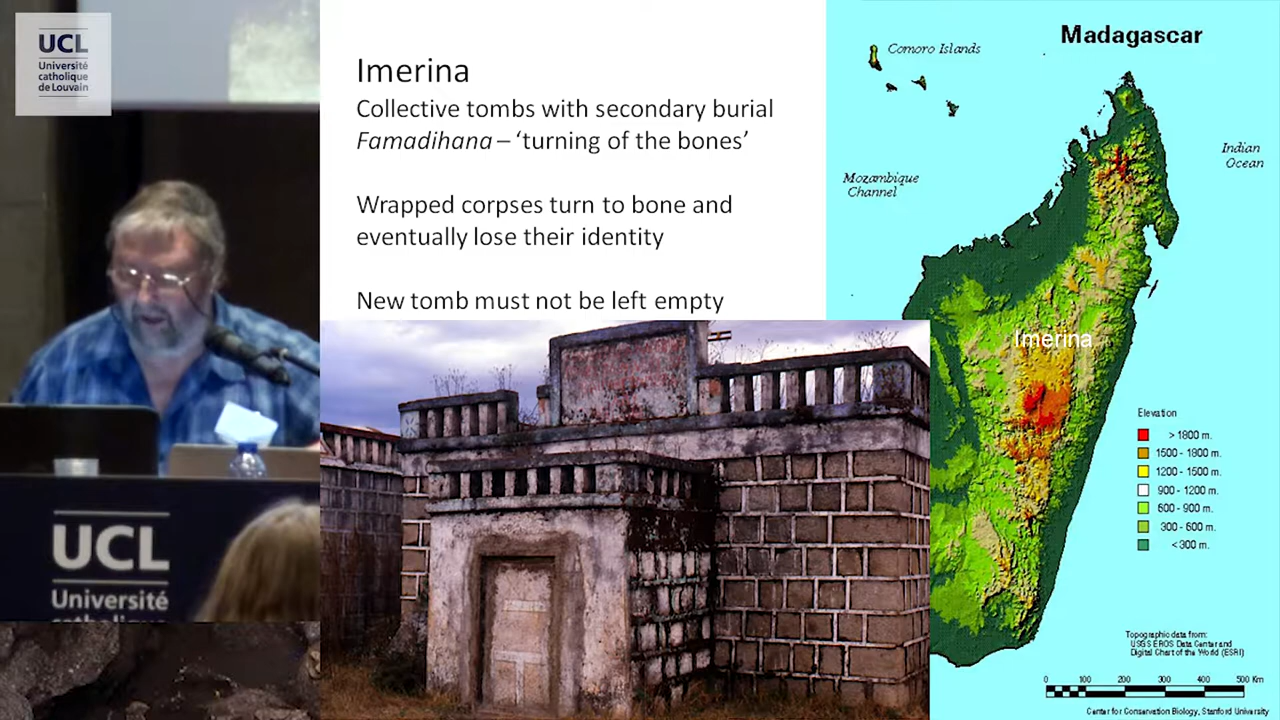 UCL
Université
catholique
de Louvain
Imerina
Collective tombs with secondary burial
Famadihana – ‘turning of the bones’
Wrapped corpses turn to bone and
eventually lose their identity
New tomb must not be left empty
Madagascar
Comoro Islands
Indian
Ocean
Mozambique
Channel
Imerina
Elevation
> 1800 m.
1500 - 1800 m.
1200 - 1500 m.
900 - 1200 m.
600 - 900 m.
300 - 600 m.
< 300 m.
Topographic data from:
USGS EROS Data Center and
Digital Chart of the World (ESRI)
0 100 200 300 400 500 Km
Center for Conservation Biology, Stanford University
UCL
Université